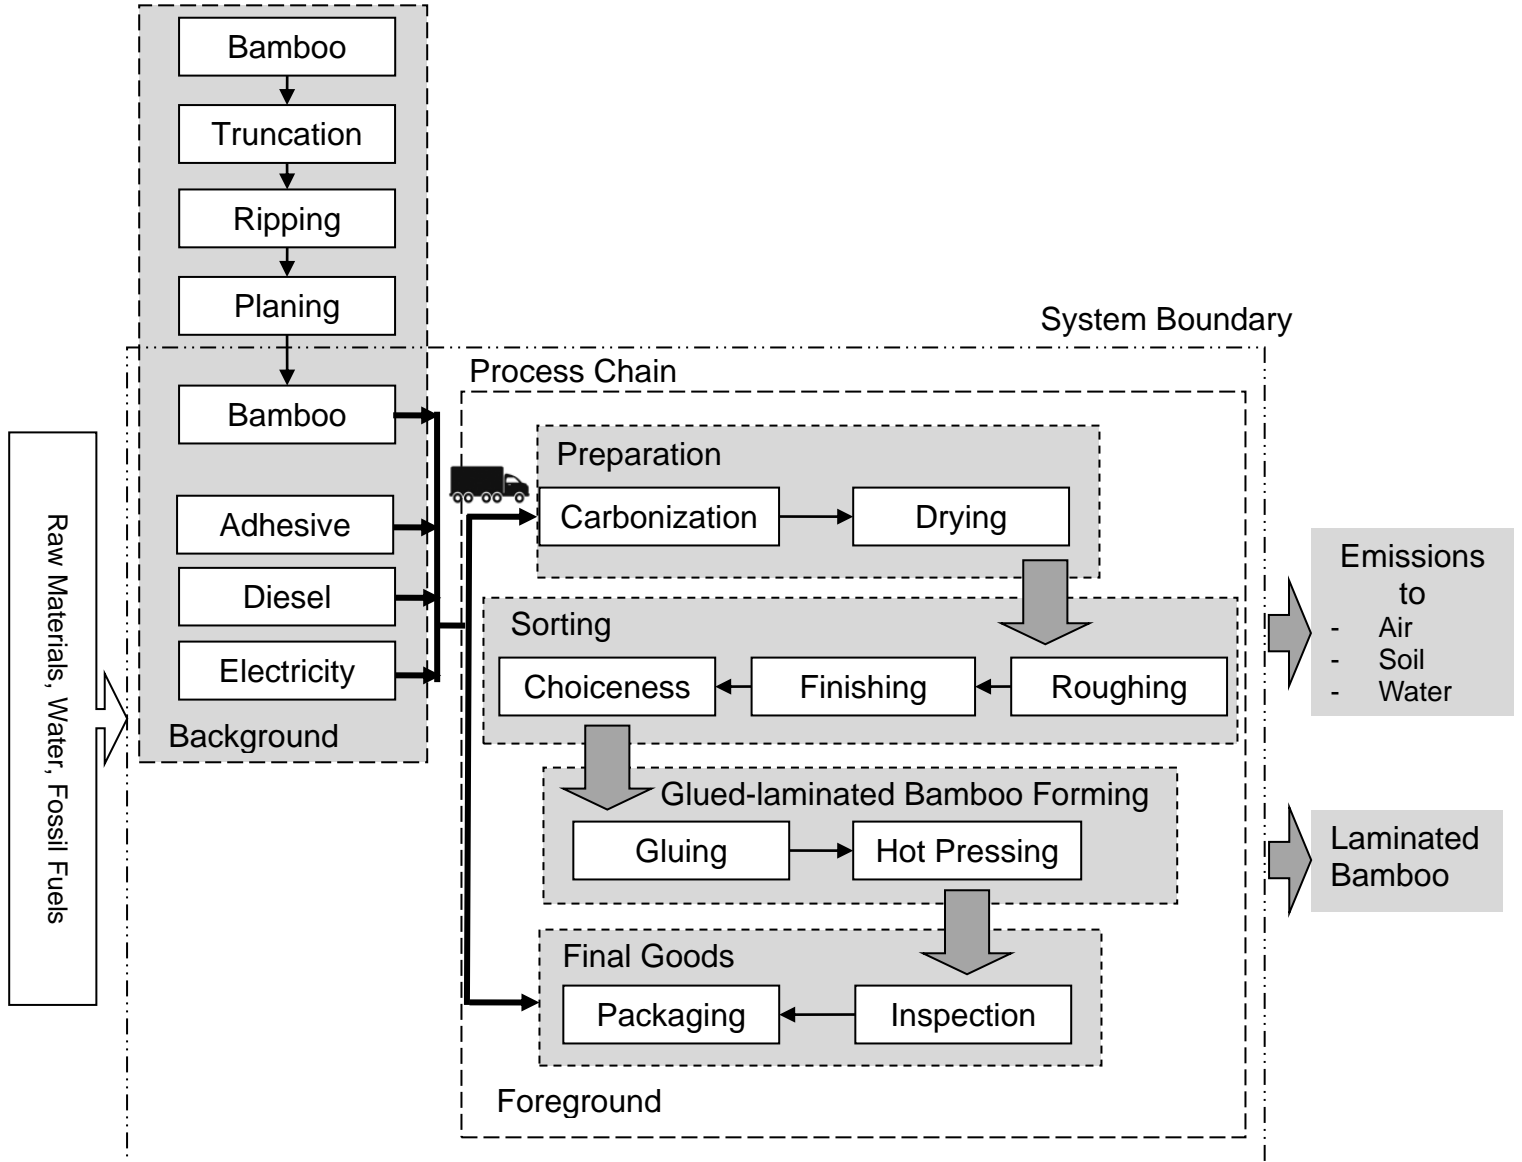 Bamboo
Truncation
Ripping
Planing
System Boundary
Process Chain
Bamboo
Adhesive
Diesel
Electricity
Background
Raw Materials, Water, Fossil Fuels
Preparation
Carbonization
Drying
Sorting
Choiceness
Finishing
Roughing
Glued-laminated Bamboo Forming
Gluing
Hot Pressing
Final Goods
Packaging
Inspection
Foreground
Emissions
to
- Air
- Soil
- Water
Laminated
Bamboo